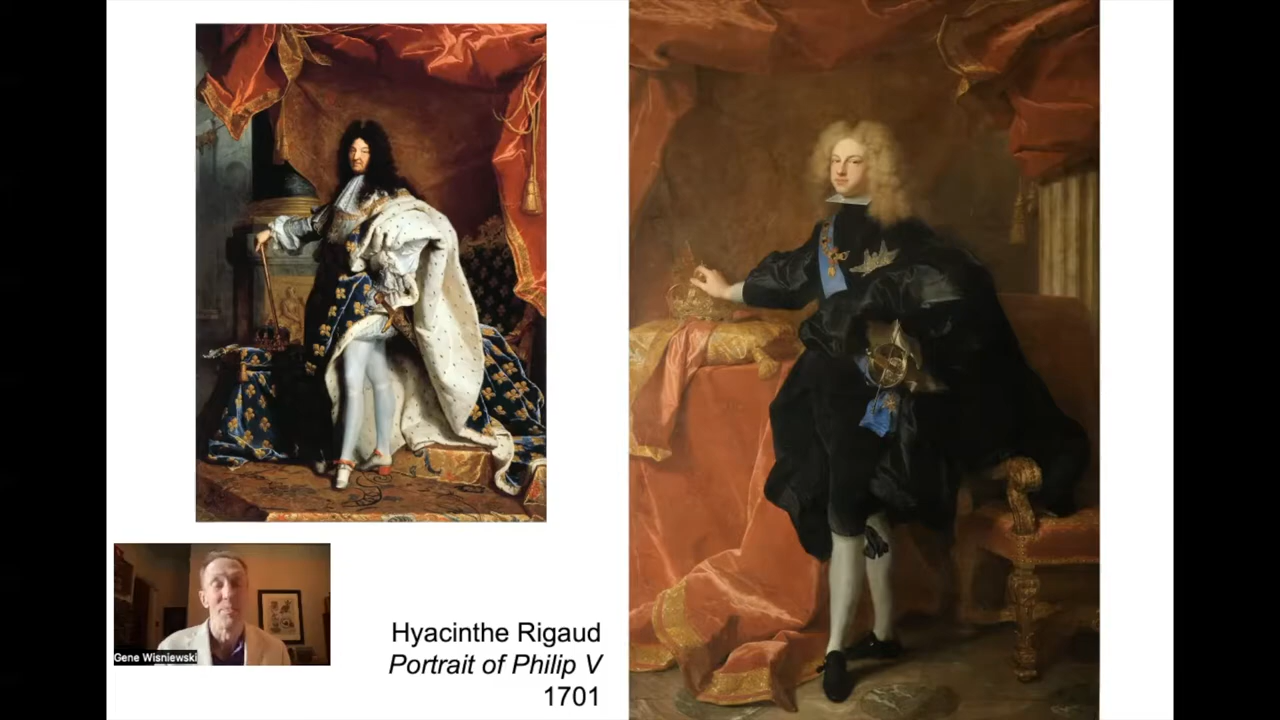 Hyacinthe Rigaud
Portrait of Philip V
1701
Gene Wisniewski